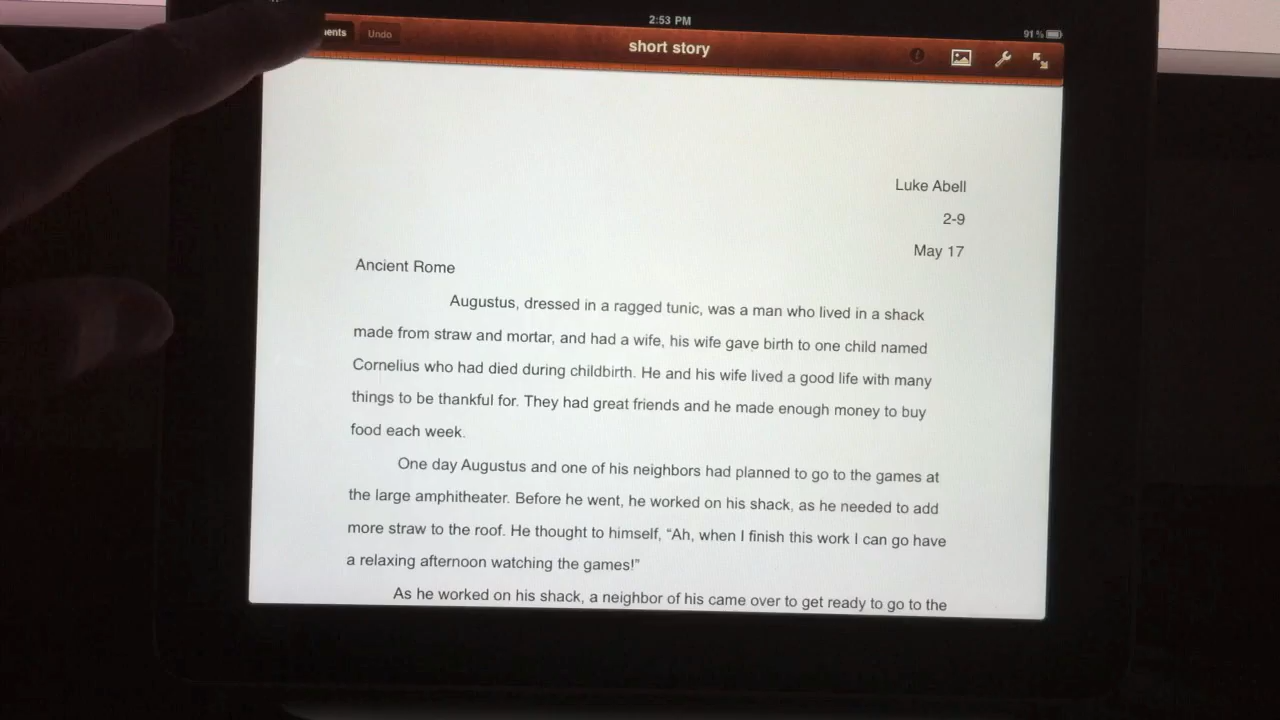 2:53 PM
91%
Undo
short story
Luke Abell
2-9
May 17
Ancient Rome
Augustus, dressed in a ragged tunic, was a man who lived in a shack
made from straw and mortar, and had a wife, his wife gave birth to one child named
Cornelius who had died during childbirth. He and his wife lived a good life with many
things to be thankful for. They had great friends and he made enough money to buy
food each week.
One day Augustus and one of his neighbors had planned to go to the games at
the large amphitheater. Before he went, he worked on his shack, as he needed to add
more straw to the roof. He thought to himself, “Ah, when I finish this work I can go have
a relaxing afternoon watching the games!”
As he worked on his shack, a neighbor of his came over to get ready to go to the